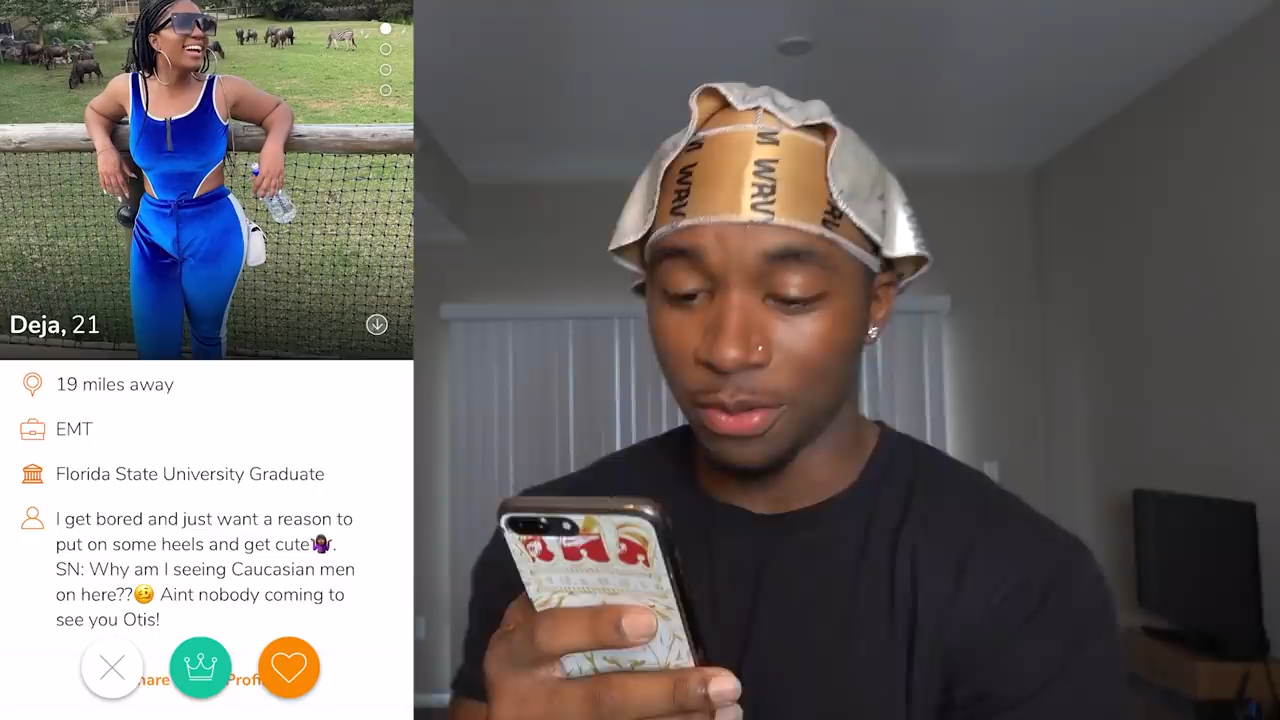 Deja, 21
19 miles away
EMT
Florida State University Graduate
I get bored and just want a reason to
put on some heels and get cute🤷🏿‍♀️.
SN: Why am I seeing Caucasian men
on here??🥴 Aint nobody coming to
see you Otis!